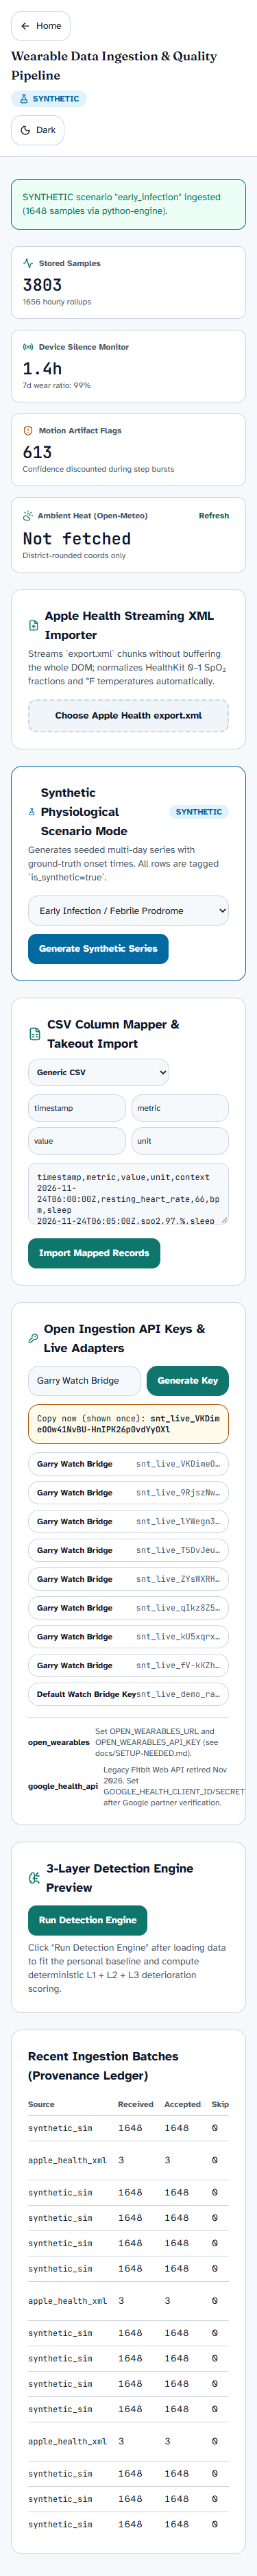 Home
Wearable Data Ingestion & Quality
Pipeline
SYNTHETIC
Dark
SYNTHETIC scenario "early_infection" ingested
(1648 samples via python-engine).
Stored Samples
3803
1656 hourly rollups
Device Silence Monitor
1.4h
7d wear ratio: 99%
Motion Artifact Flags
613
Confidence discounted during step bursts
Ambient Heat (Open-Meteo) Refresh
Not fetched
District-rounded coords only
Apple Health Streaming XML
Importer
Streams `export.xml` chunks without buffering
the whole DOM; normalizes HealthKit 0–1 SpO₂
fractions and °F temperatures automatically.
Choose Apple Health export.xml
Synthetic
Physiological
Scenario Mode
SYNTHETIC
Generates seeded multi-day series with
ground-truth onset times. All rows are tagged
`is_synthetic=true`.
Early Infection / Febrile Prodrome
Generate Synthetic Series
CSV Column Mapper &
Takeout Import
Generic CSV
timestamp metric
value unit
timestamp,metric,value,unit,context
2026-11-
24T06:00:00Z,resting_heart_rate,66,bp
m,sleep
2026-11-24T06:05:00Z,spo2,97,%,sleep
Import Mapped Records
Open Ingestion API Keys &
Live Adapters
Garry Watch Bridge Generate Key
Copy now (shown once): snt_live_VKDim
eOOw41NvBU-HnIPK26p0vdYyOXl
Garry Watch Bridge snt_live_VKDimeO…
Garry Watch Bridge snt_live_9RjszNw…
Garry Watch Bridge snt_live_lYWegn3…
Garry Watch Bridge snt_live_T5DvJeu…
Garry Watch Bridge snt_live_ZYsWXRH…
Garry Watch Bridge snt_live_qIkz8Z5…
Garry Watch Bridge snt_live_kU5xqrx…
Garry Watch Bridge snt_live_fV-kKZh…
Default Watch Bridge Key snt_live_demo_ra…
open_wearables Set OPEN_WEARABLES_URL and
OPEN_WEARABLES_API_KEY (see
docs/SETUP-NEEDED.md).
google_health_api Legacy Fitbit Web API retired Nov
2026. Set
GOOGLE_HEALTH_CLIENT_ID/SECRET
after Google partner verification.
3-Layer Detection Engine
Preview
Run Detection Engine
Click "Run Detection Engine" after loading data
to fit the personal baseline and compute
deterministic L1 + L2 + L3 deterioration
scoring.
Recent Ingestion Batches
(Provenance Ledger)
Source Received Accepted Skip
synthetic_sim 1648 1648 0
apple_health_xml 3 3 0
synthetic_sim 1648 1648 0
synthetic_sim 1648 1648 0
synthetic_sim 1648 1648 0
synthetic_sim 1648 1648 0
apple_health_xml 3 3 0
synthetic_sim 1648 1648 0
synthetic_sim 1648 1648 0
synthetic_sim 1648 1648 0
synthetic_sim 1648 1648 0
apple_health_xml 3 3 0
synthetic_sim 1648 1648 0
synthetic_sim 1648 1648 0
synthetic_sim 1648 1648 0